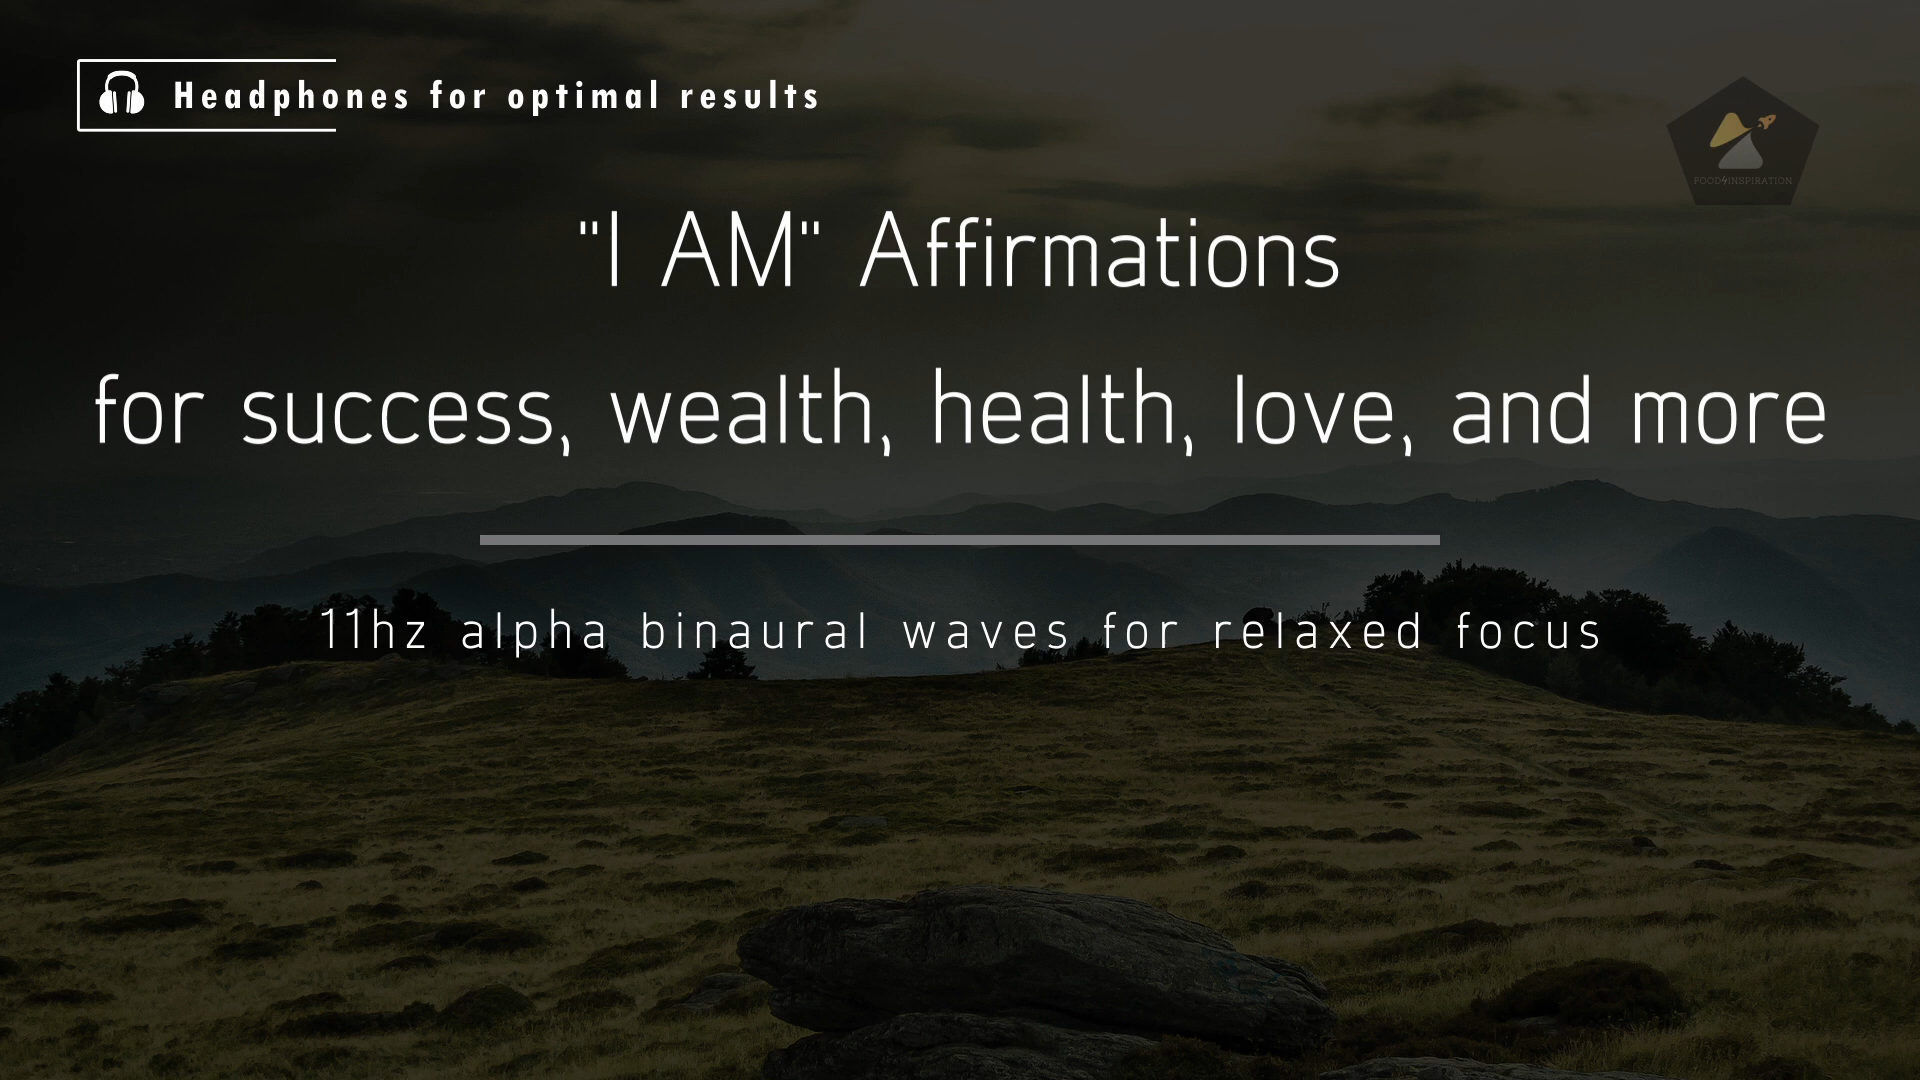 Headphones for optimal results
FOOD4INSPIRATION
"I AM" Affirmations
for success, wealth, health, love, and more
11hz alpha binaural waves for relaxed focus